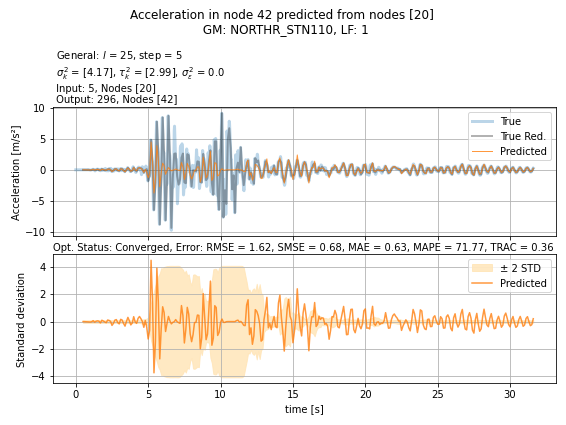 Acceleration in node 42 predicted from nodes [20]
GM: NORTHR_STN110, LF: 1
General: l = 25, step = 5
σ²ₖ = [4.17], τ²ₖ = [2.99], σ²ε = 0.0
Input: 5, Nodes [20]
Output: 296, Nodes [42]
10
5
0
−5
−10
Acceleration [m/s²]
True
True Red.
Predicted
Opt. Status: Converged, Error: RMSE = 1.62, SMSE = 0.68, MAE = 0.63, MAPE = 71.77, TRAC = 0.36
4
2
0
−2
−4
Standard deviation
± 2 STD
Predicted
0 5 10 15 20 25 30
time [s]